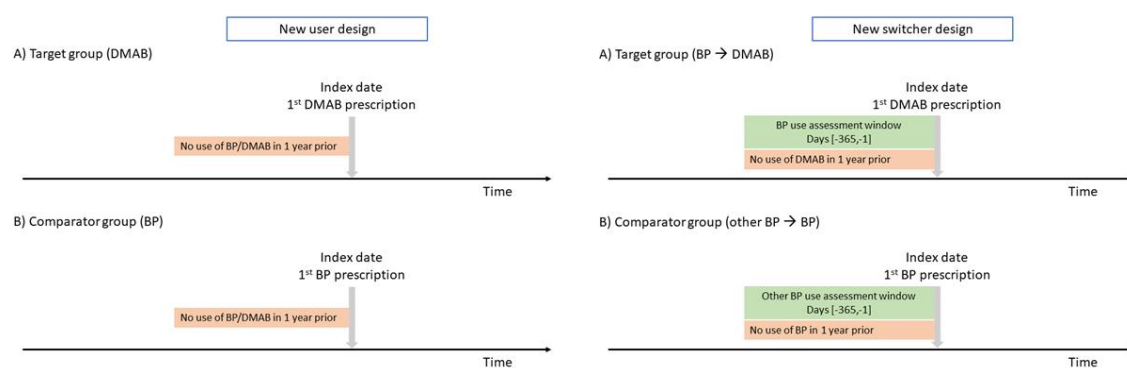 New user design
A) Target group (DMAB)
Index date
1st DMAB prescription
No use of BP/DMAB in 1 year prior
Time
B) Comparator group (BP)
Index date
1st BP prescription
No use of BP/DMAB in 1 year prior
Time
New switcher design
A) Target group (BP → DMAB)
Index date
1st DMAB prescription
BP use assessment window
Days [-365,-1]
No use of DMAB in 1 year prior
Time
B) Comparator group (other BP → BP)
Index date
1st BP prescription
Other BP use assessment window
Days [-365,-1]
No use of BP in 1 year prior
Time